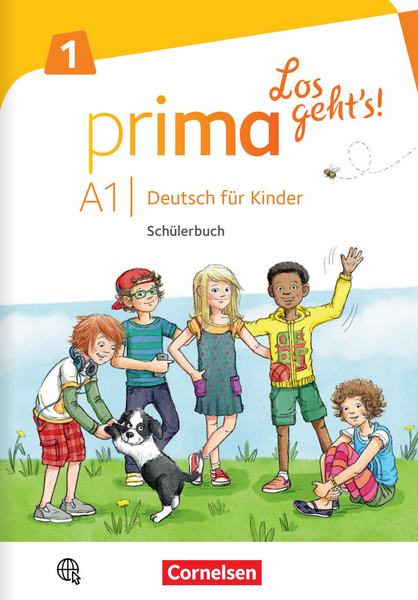 1
Los
geht's!
prima
A1 | Deutsch für Kinder
Schülerbuch
Cornelsen